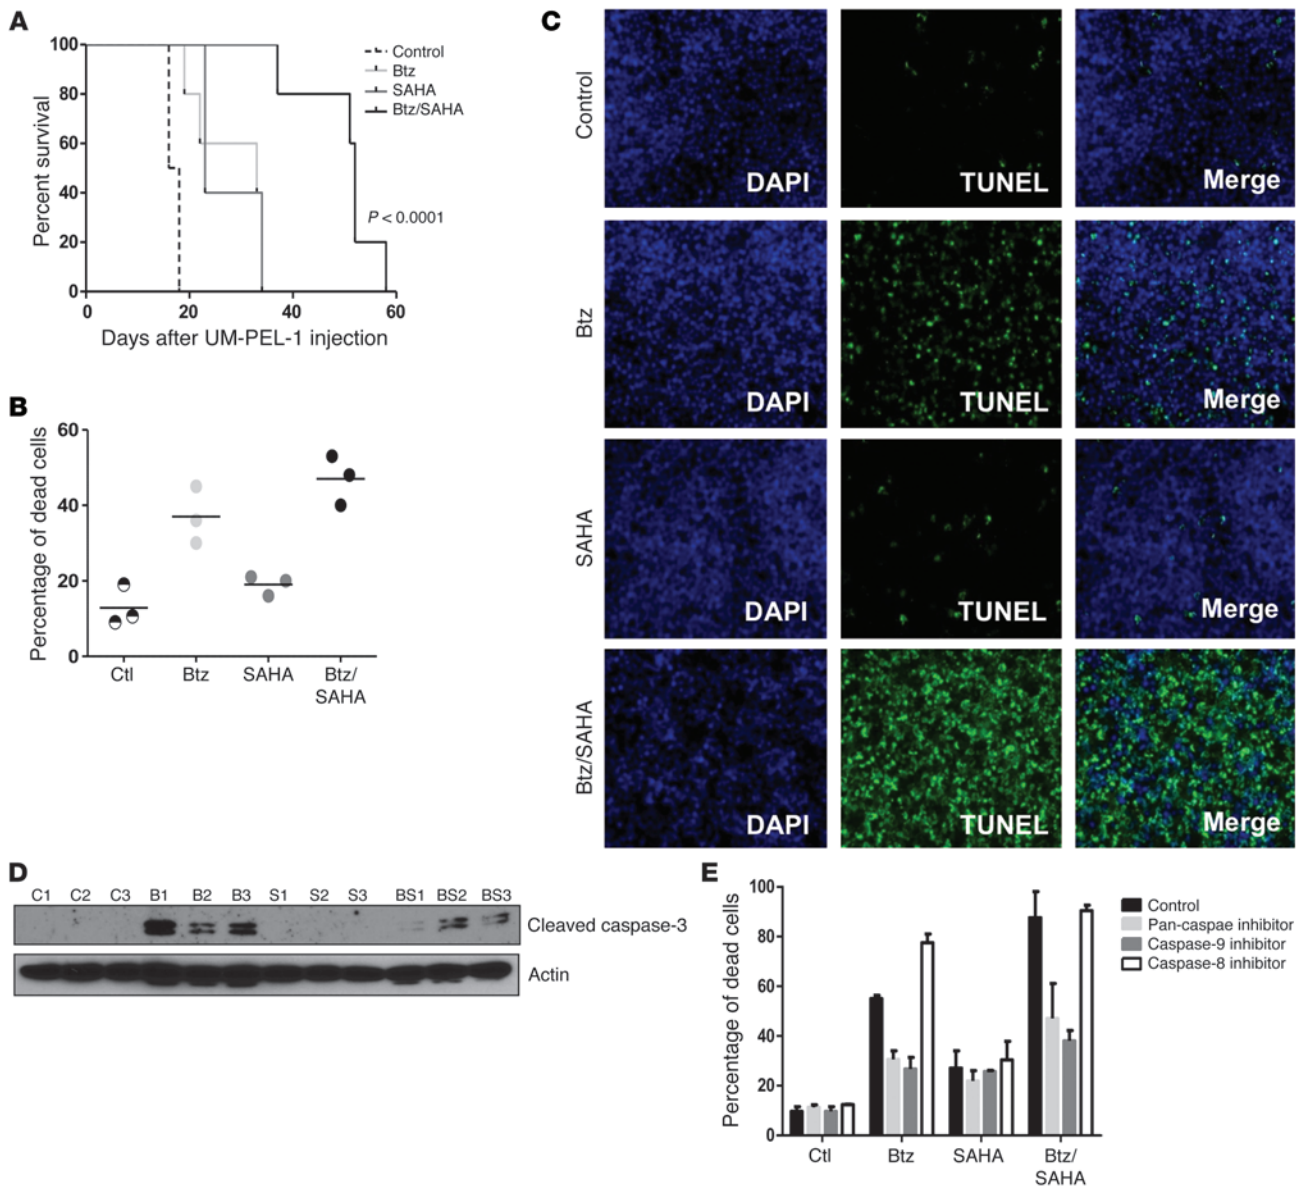 A
100
80
60
40
20
0
Percent survival
0
20
40
60
Days after UM-PEL-1 injection
Control
Btz
SAHA
Btz/SAHA
P < 0.0001
B
60
40
20
0
Percentage of dead cells
Ctl
Btz
SAHA
Btz/
SAHA
C
Control
DAPI
TUNEL
Merge
Btz
DAPI
TUNEL
Merge
SAHA
DAPI
TUNEL
Merge
Btz/SAHA
DAPI
TUNEL
Merge
D
C1 C2 C3 B1 B2 B3 S1 S2 S3 BS1 BS2 BS3
Cleaved caspase-3
Actin
E
100
80
60
40
20
0
Percentage of dead cells
Ctl
Btz
SAHA
Btz/
SAHA
Control
Pan-caspae inhibitor
Caspase-9 inhibitor
Caspase-8 inhibitor